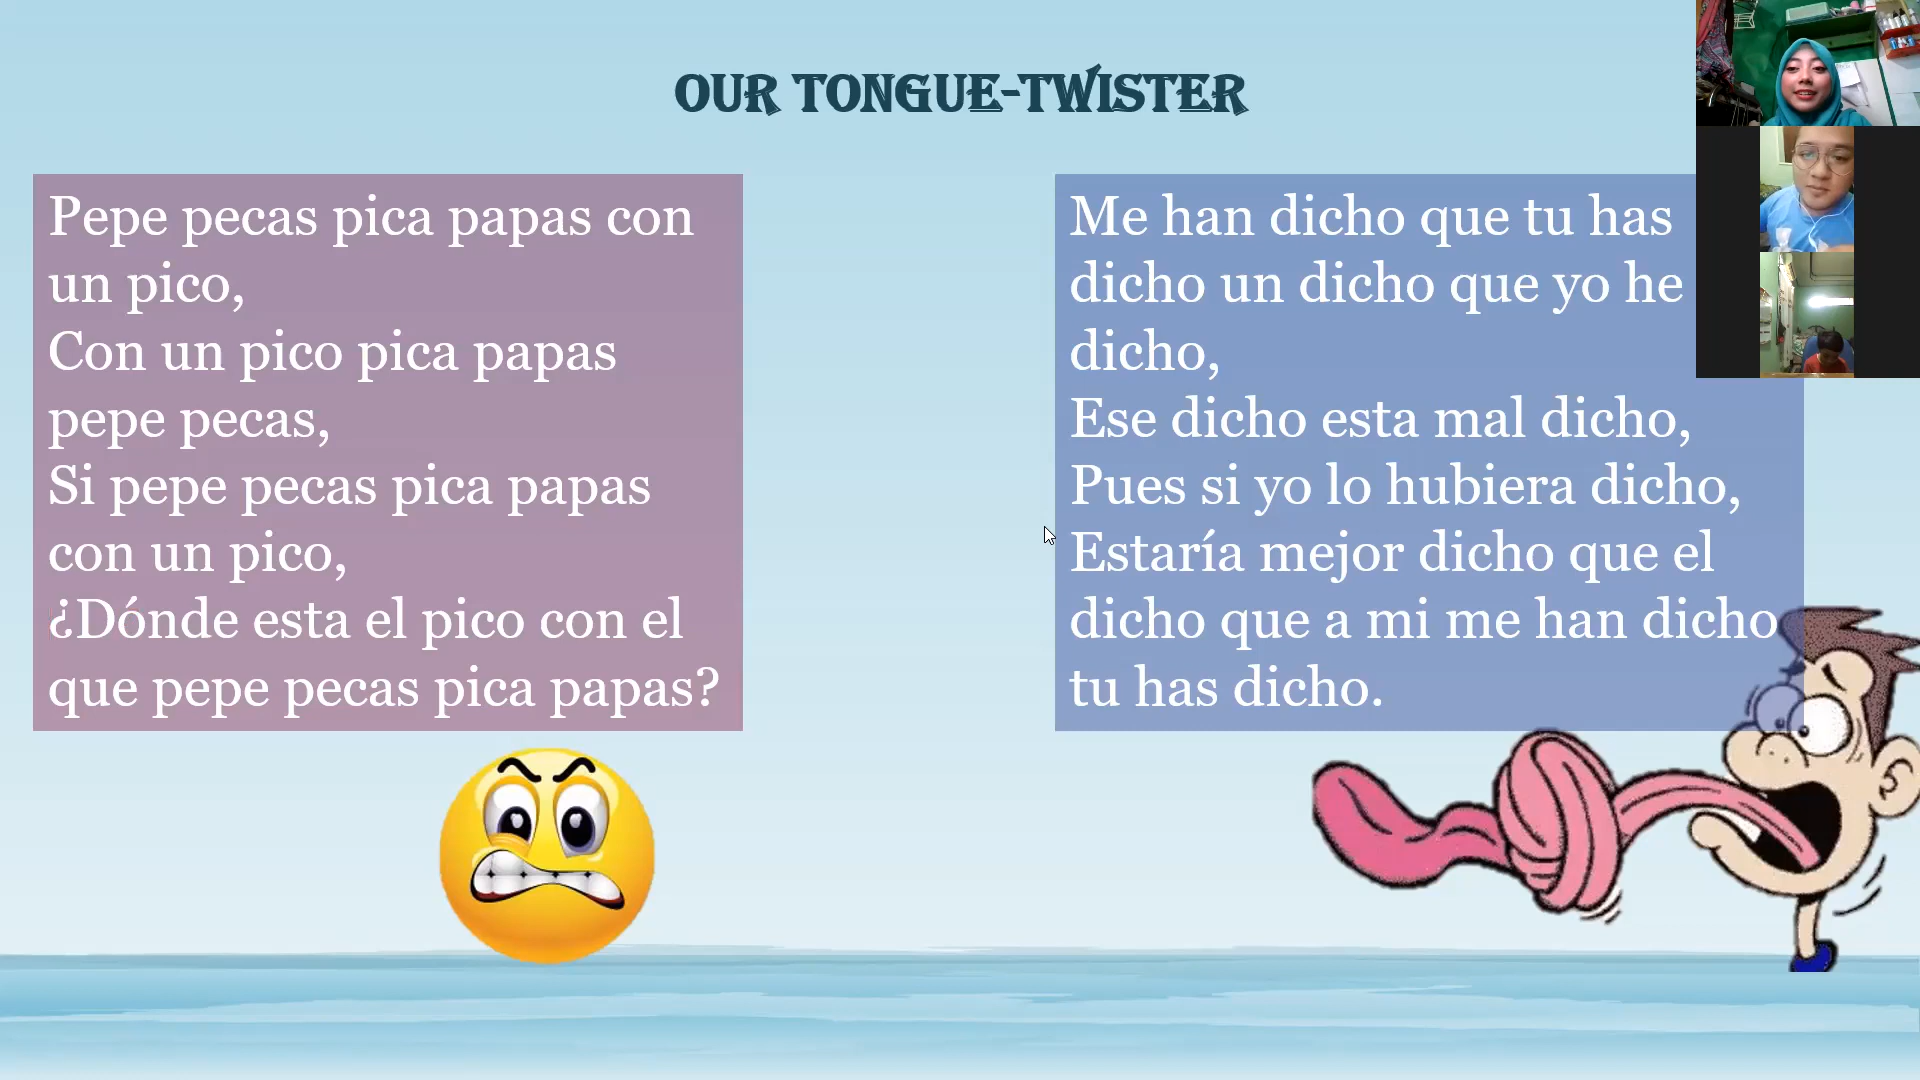 OUR TONGUE-TWISTER
Pepe pecas pica papas con
un pico,
Con un pico pica papas
pepe pecas,
Si pepe pecas pica papas
con un pico,
¿Dónde esta el pico con el
que pepe pecas pica papas?
Me han dicho que tu has
dicho un dicho que yo he
dicho,
Ese dicho esta mal dicho,
Pues si yo lo hubiera dicho,
Estaría mejor dicho que el
dicho que a mi me han dicho
tu has dicho.